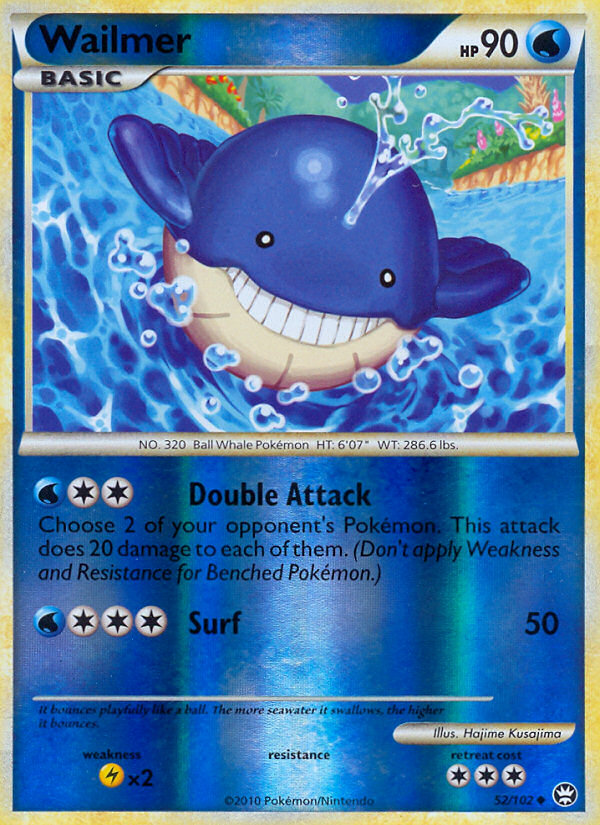 Wailmer
HP 90
BASIC
NO. 320 Ball Whale Pokémon HT: 6'07" WT: 286.6 lbs.
Double Attack
Choose 2 of your opponent's Pokémon. This attack
does 20 damage to each of them. (Don't apply Weakness
and Resistance for Benched Pokémon.)
Surf 50
It bounces playfully like a ball. The more seawater it swallows, the higher
it bounces.
Illus. Hajime Kusajima
weakness resistance retreat cost
x2
©2010 Pokémon/Nintendo 52/102